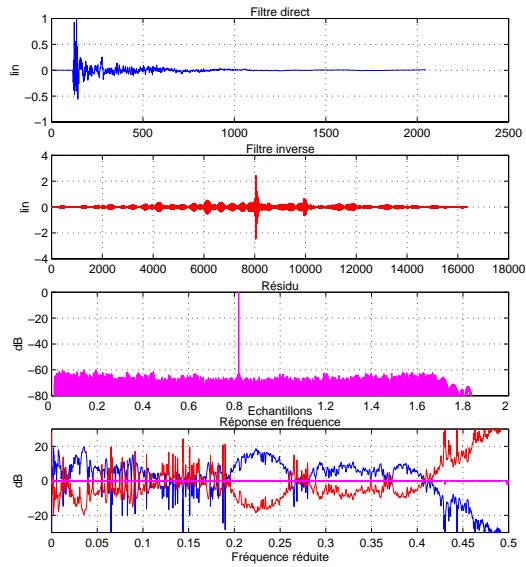 Filtre direct
1
0.5
0
−0.5
−1
lin
0 500 1000 1500 2000 2500
Filtre inverse
4
2
0
−2
−4
lin
0 2000 4000 6000 8000 10000 12000 14000 16000 18000
Résidu
0
−20
−40
−60
−80
dB
0 0.2 0.4 0.6 0.8 1 1.2 1.4 1.6 1.8 2
Echantillons
Réponse en fréquence
20
0
−20
dB
0 0.05 0.1 0.15 0.2 0.25 0.3 0.35 0.4 0.45 0.5
Fréquence réduite